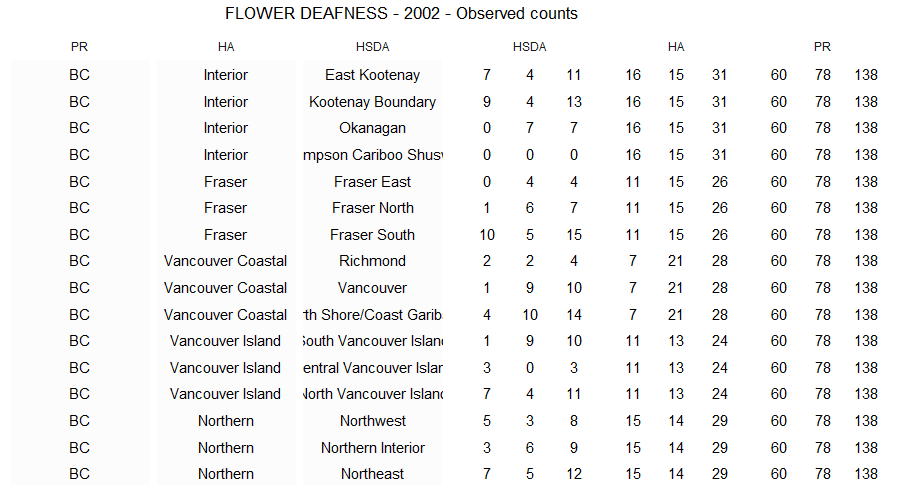 FLOWER DEAFNESS - 2002 - Observed counts
PR HA HSDA HSDA HA PR
BC Interior East Kootenay 7 4 11 16 15 31 60 78 138
BC Interior Kootenay Boundary 9 4 13 16 15 31 60 78 138
BC Interior Okanagan 0 7 7 16 15 31 60 78 138
BC Interior mpson Cariboo Shusw 0 0 0 16 15 31 60 78 138
BC Fraser Fraser East 0 4 4 11 15 26 60 78 138
BC Fraser Fraser North 1 6 7 11 15 26 60 78 138
BC Fraser Fraser South 10 5 15 11 15 26 60 78 138
BC Vancouver Coastal Richmond 2 2 4 7 21 28 60 78 138
BC Vancouver Coastal Vancouver 1 9 10 7 21 28 60 78 138
BC Vancouver Coastal rth Shore/Coast Gariba 4 10 14 7 21 28 60 78 138
BC Vancouver Island South Vancouver Island 1 9 10 11 13 24 60 78 138
BC Vancouver Island entral Vancouver Islan 3 0 3 11 13 24 60 78 138
BC Vancouver Island North Vancouver Island 7 4 11 11 13 24 60 78 138
BC Northern Northwest 5 3 8 15 14 29 60 78 138
BC Northern Northern Interior 3 6 9 15 14 29 60 78 138
BC Northern Northeast 7 5 12 15 14 29 60 78 138